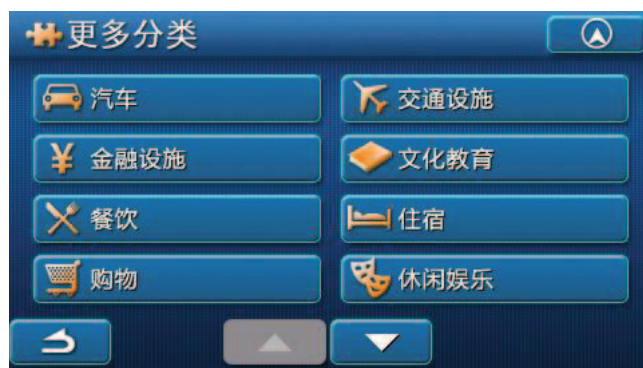 更多分类
汽车
交通设施
金融设施
文化教育
餐饮
住宿
购物
休闲娱乐